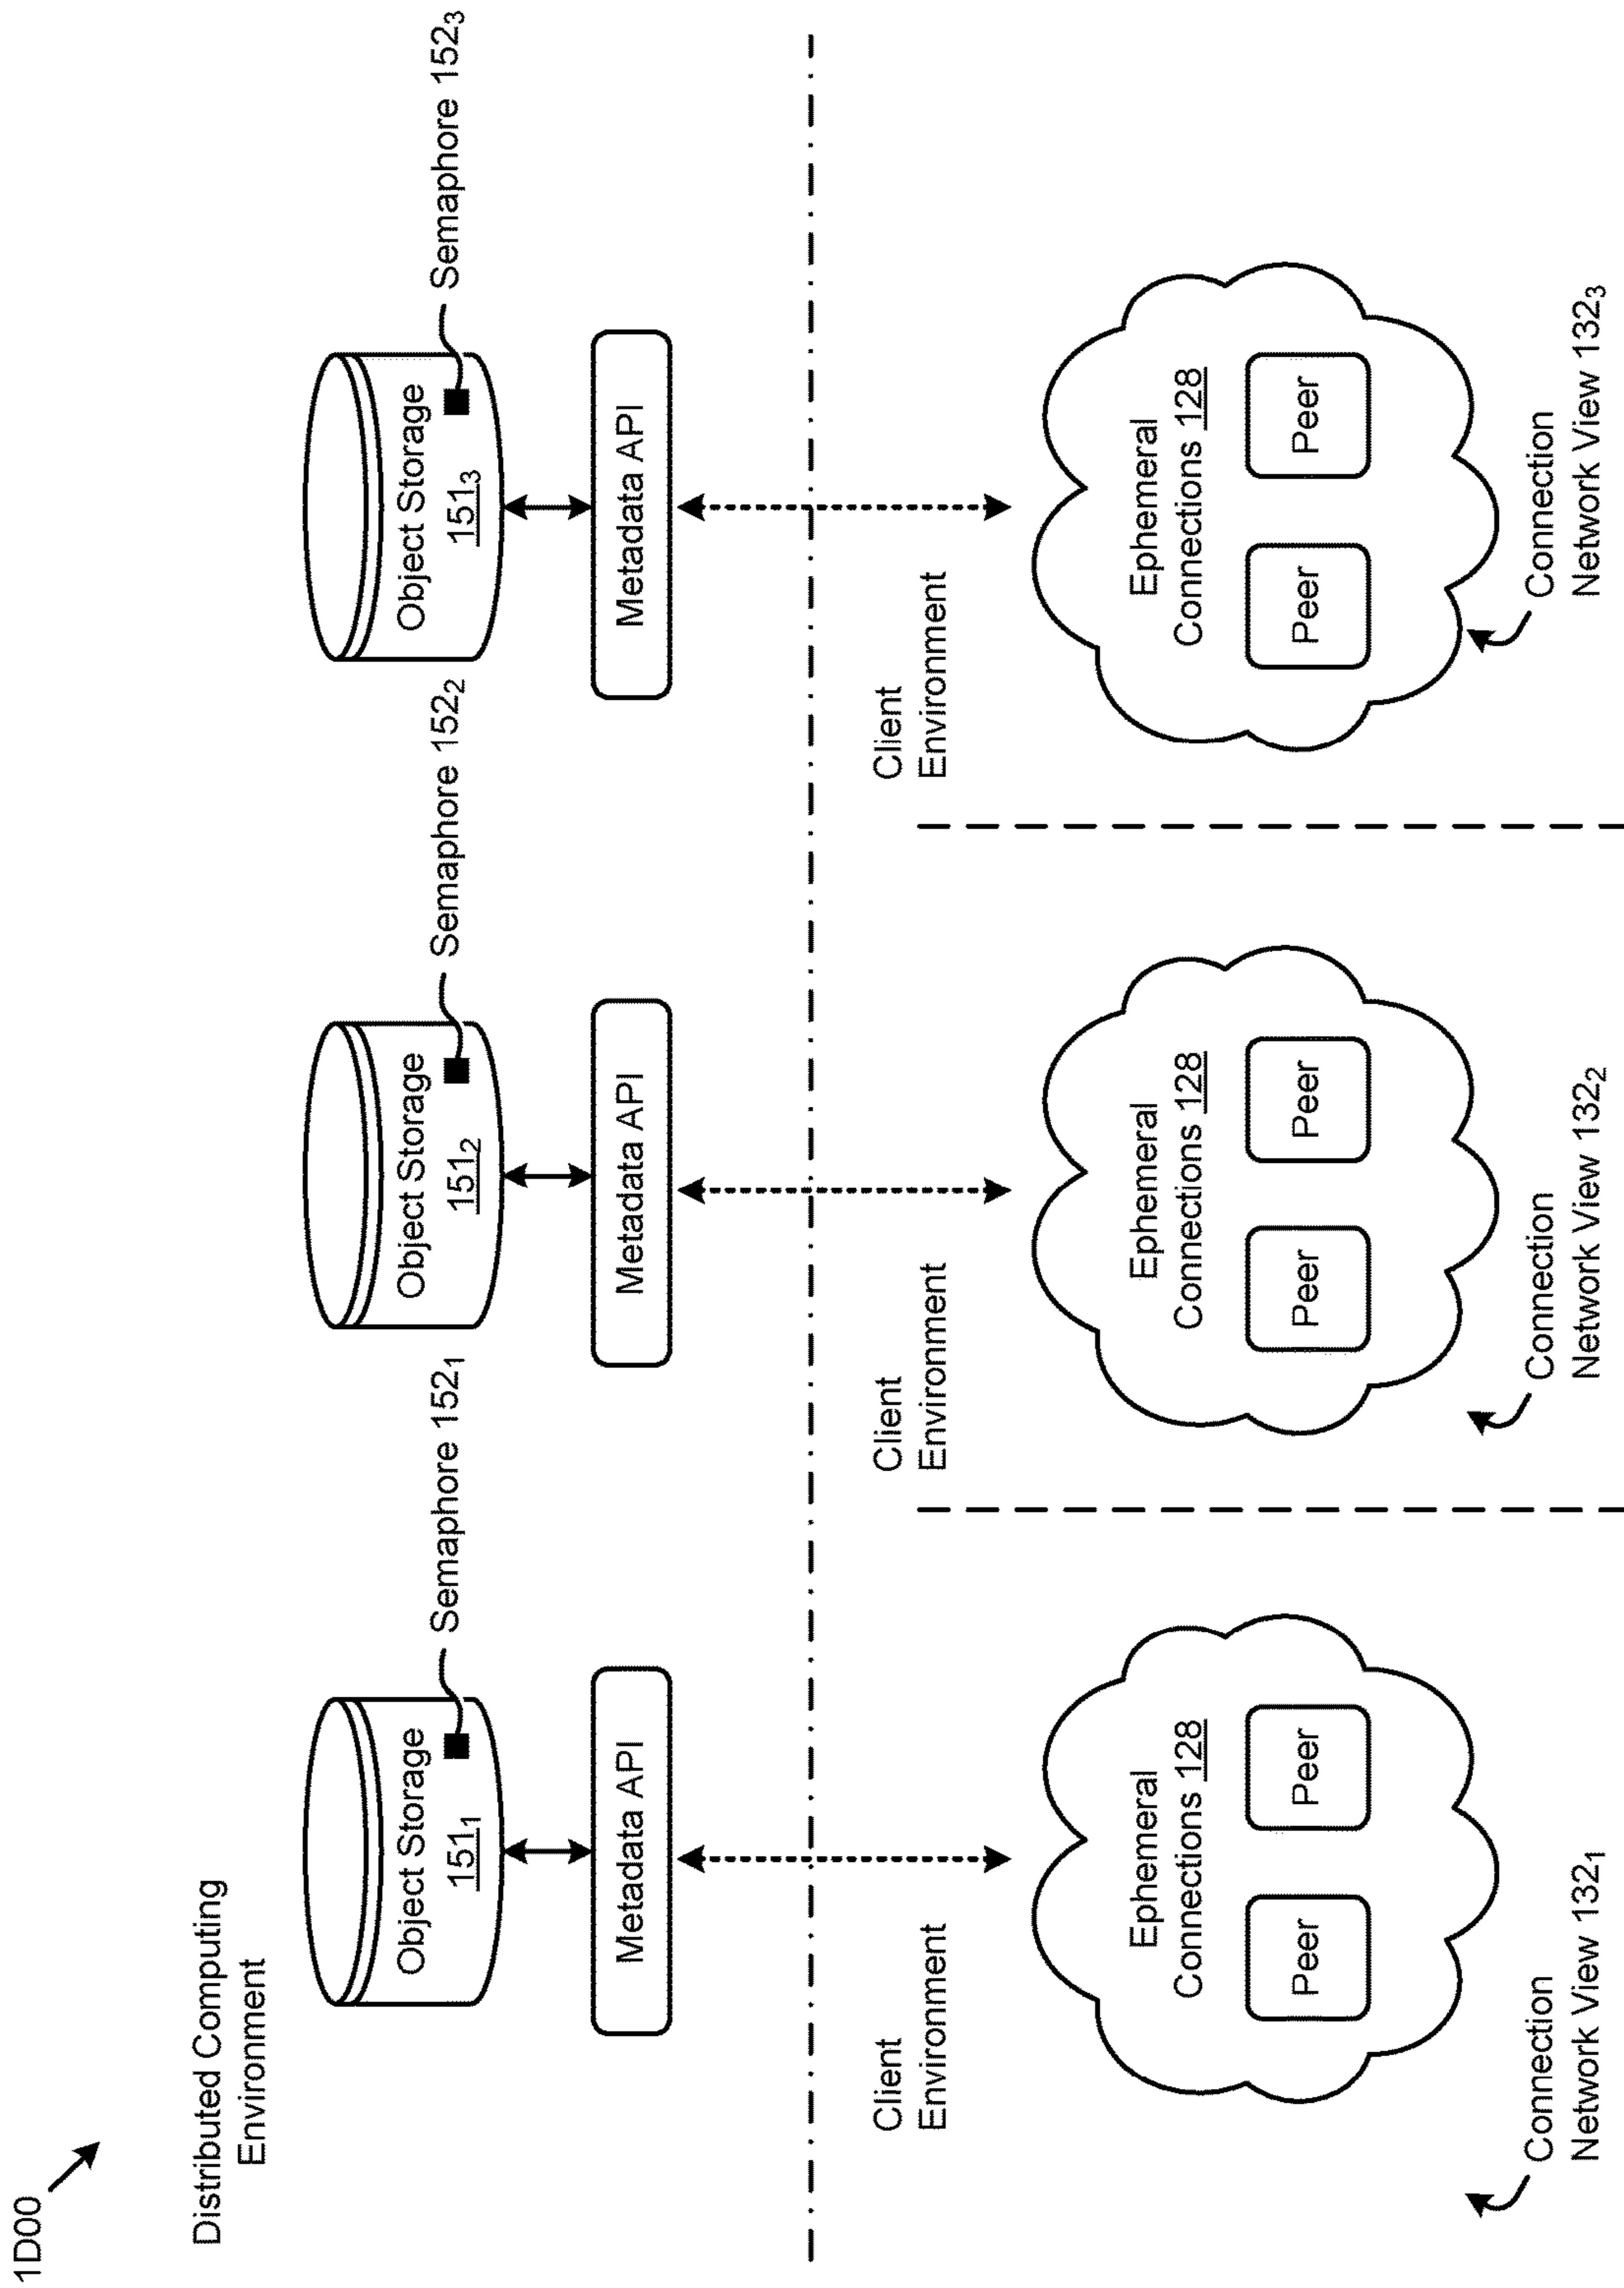 1D00
Distributed Computing
Environment
Object Storage
151₁
Semaphore 152₁
Object Storage
151₂
Semaphore 152₂
Object Storage
151₃
Semaphore 152₃
Metadata API
Metadata API
Metadata API
Client
Environment
Client
Environment
Client
Environment
Ephemeral
Connections 128
Peer
Peer
Ephemeral
Connections 128
Peer
Peer
Ephemeral
Connections 128
Peer
Peer
Connection
Network View 132₁
Connection
Network View 132₂
Connection
Network View 132₃